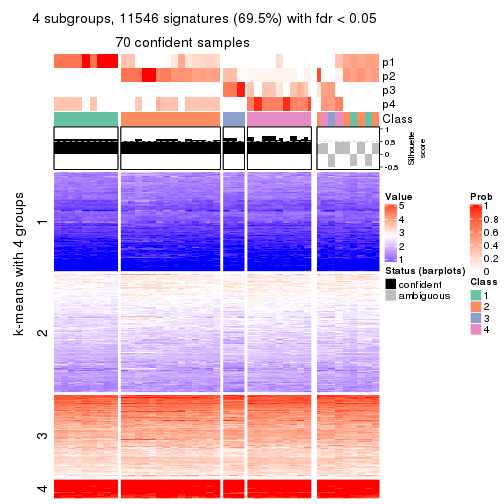 4 subgroups, 11546 signatures (69.5%) with fdr < 0.05
70 confident samples
p1
p2
p3
p4
Class
1
0.5
0
-0.5
Silhouette
score
k-means with 4 groups
1
2
3
4
Value
5
4
3
2
1
Status (barplots)
confident
ambiguous
Prob
1
0.8
0.6
0.4
0.2
0
Class
1
2
3
4